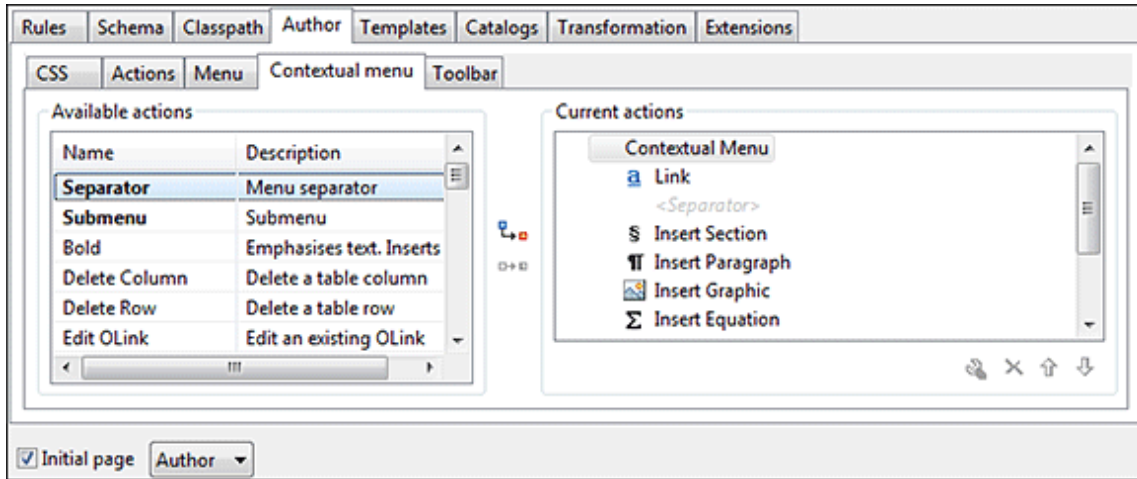 Rules Schema Classpath Author Templates Catalogs Transformation Extensions
CSS Actions Menu Contextual menu Toolbar
Available actions
Name Description
Separator Menu separator
Submenu Submenu
Bold Emphasises text. Inserts
Delete Column Delete a table column
Delete Row Delete a table row
Edit OLink Edit an existing OLink
Current actions
Contextual Menu
a Link
<Separator>
§ Insert Section
¶ Insert Paragraph
Insert Graphic
Σ Insert Equation
Initial page Author